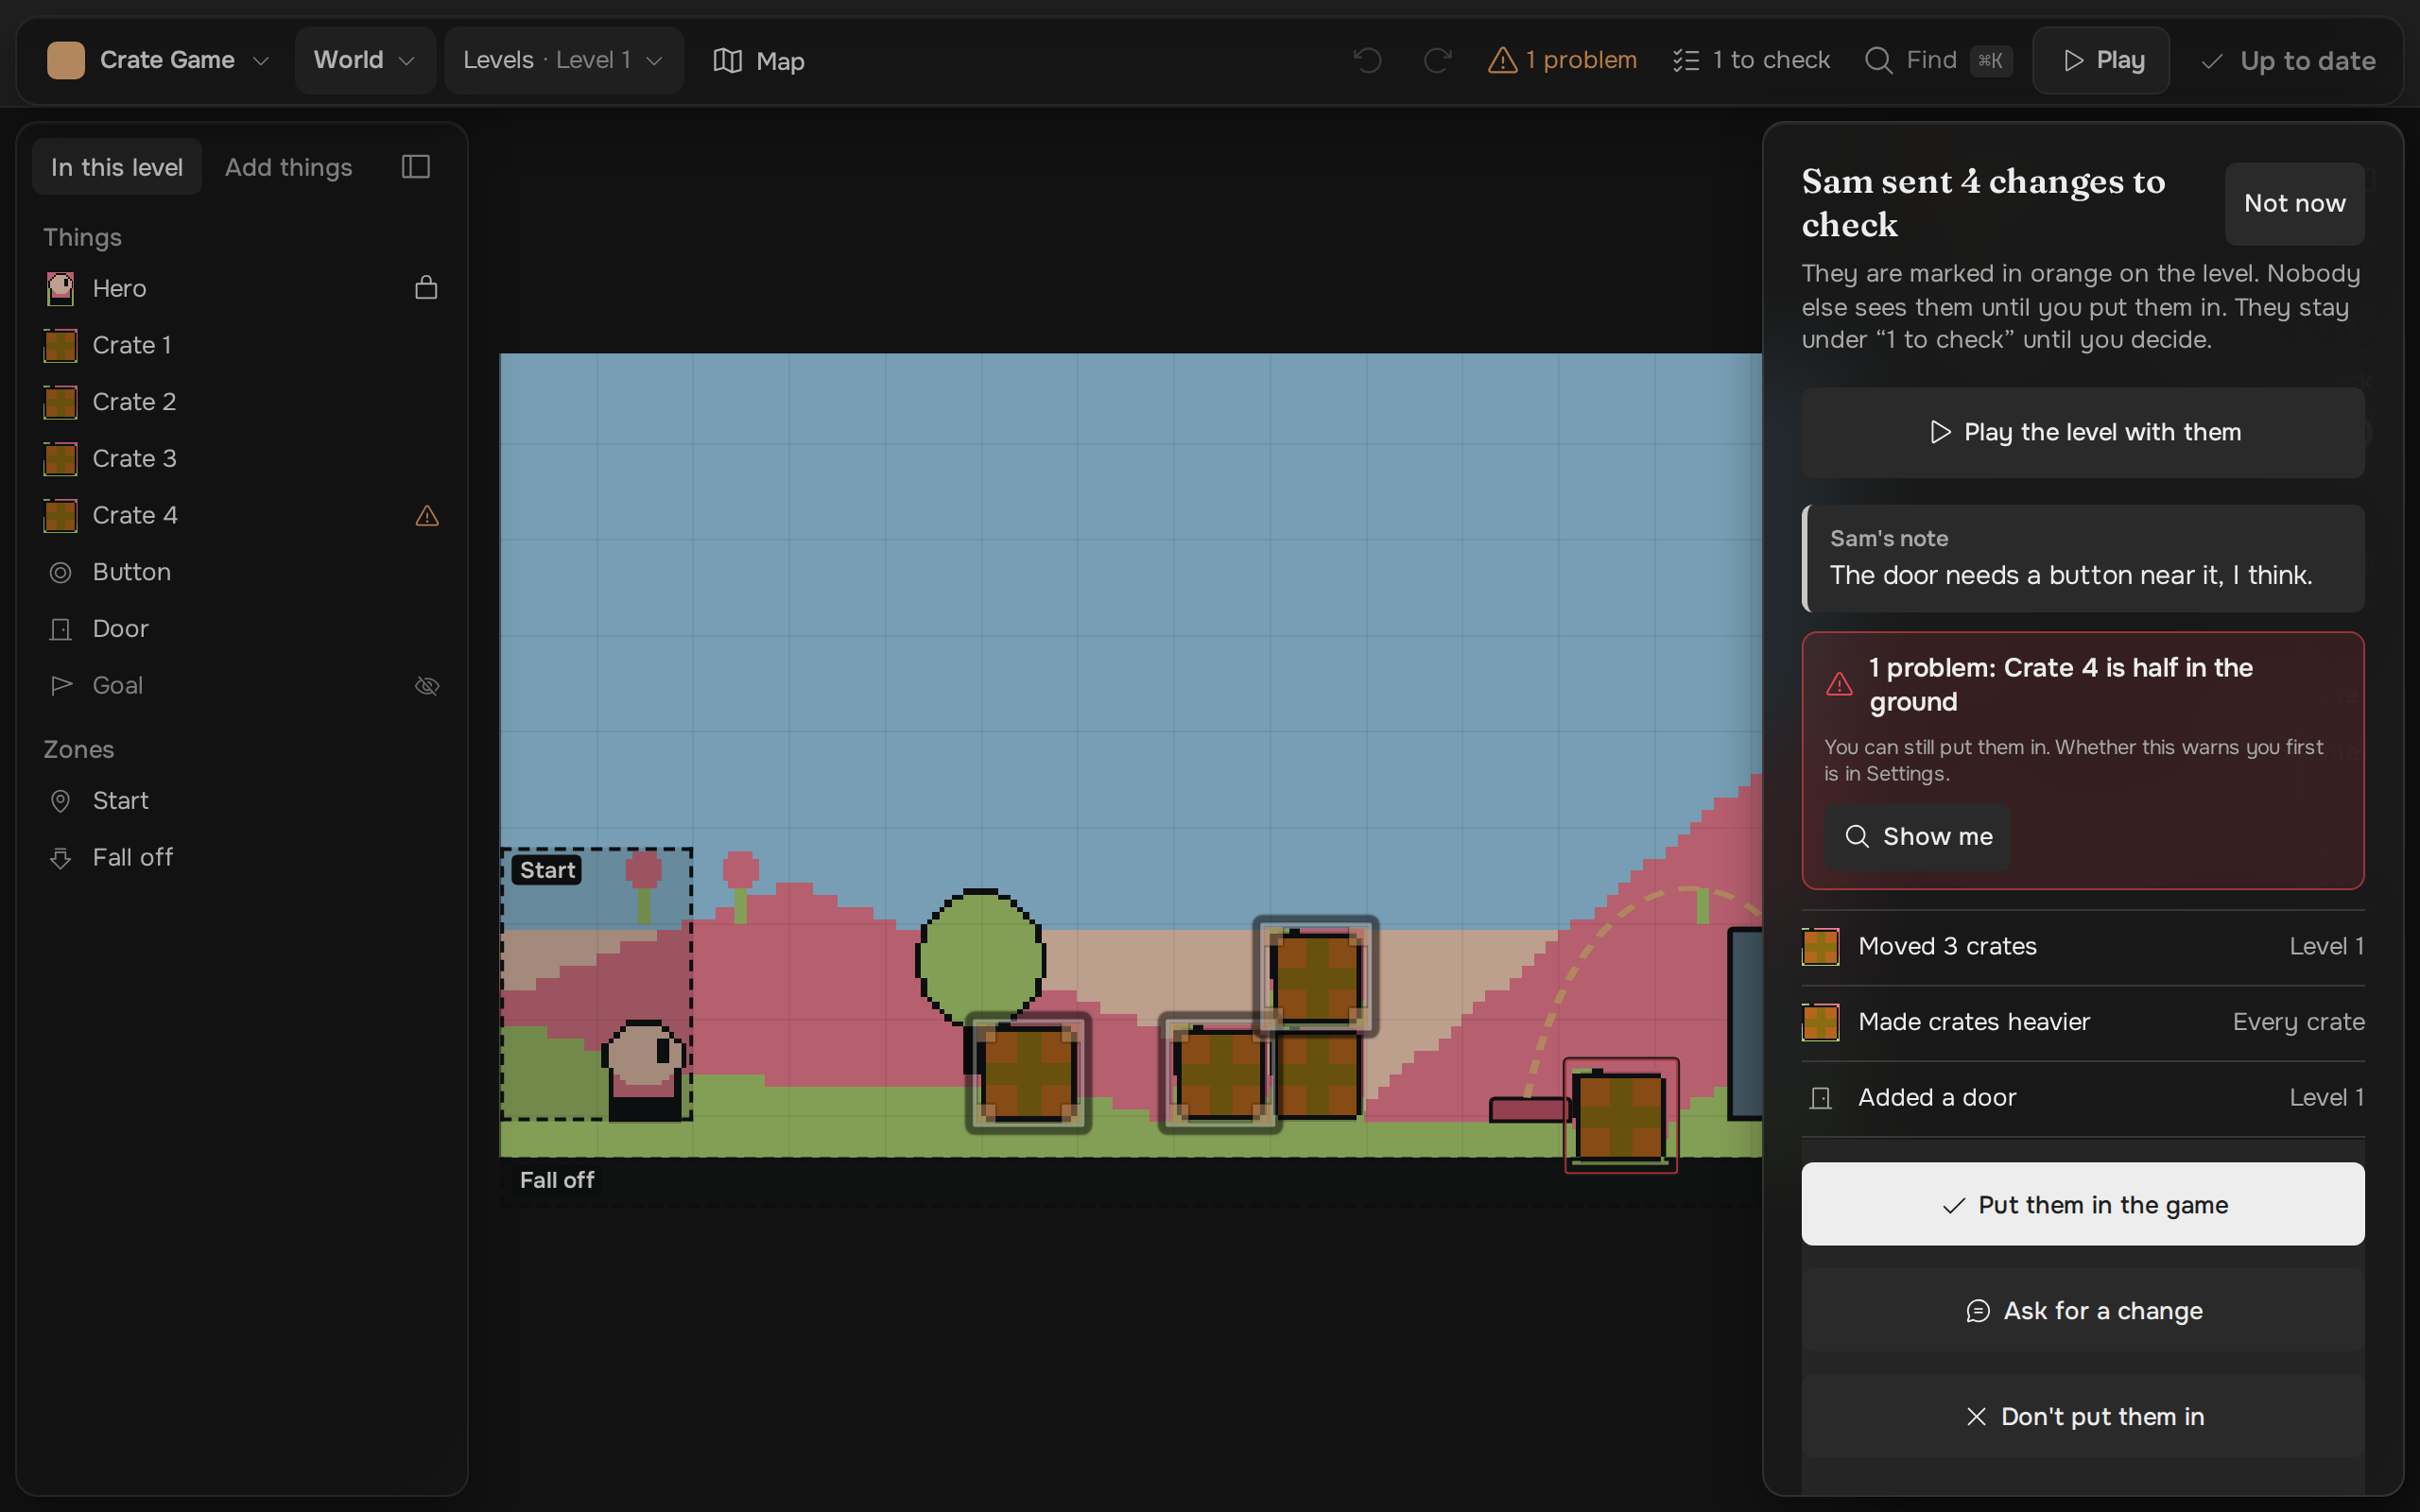 Crate Game
World
Levels · Level 1
Map
1 problem
1 to check
Find ⌘K
Play
Up to date
In this level
Add things
Things
Hero
Crate 1
Crate 2
Crate 3
Crate 4
Button
Door
Goal
Zones
Start
Fall off
Start
Fall off
Sam sent 4 changes to
check
Not now
They are marked in orange on the level. Nobody
else sees them until you put them in. They stay
under “1 to check” until you decide.
Play the level with them
Sam's note
The door needs a button near it, I think.
1 problem: Crate 4 is half in the
ground
You can still put them in. Whether this warns you first
is in Settings.
Show me
Moved 3 crates
Level 1
Made crates heavier
Every crate
Added a door
Level 1
Put them in the game
Ask for a change
Don't put them in